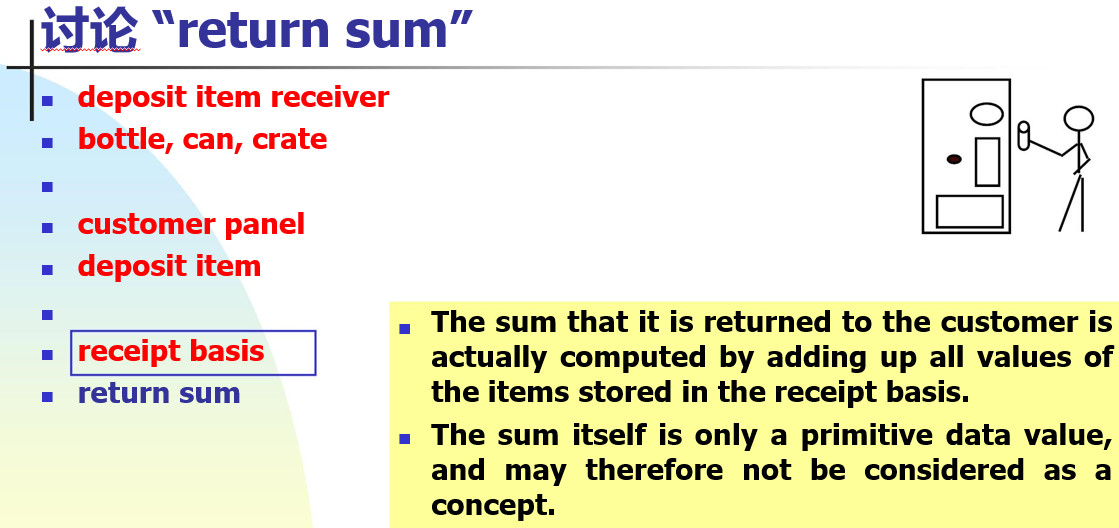 讨论 “return sum”
deposit item receiver
bottle, can, crate
customer panel
deposit item
receipt basis
return sum
The sum that it is returned to the customer is
actually computed by adding up all values of
the items stored in the receipt basis.
The sum itself is only a primitive data value,
and may therefore not be considered as a
concept.